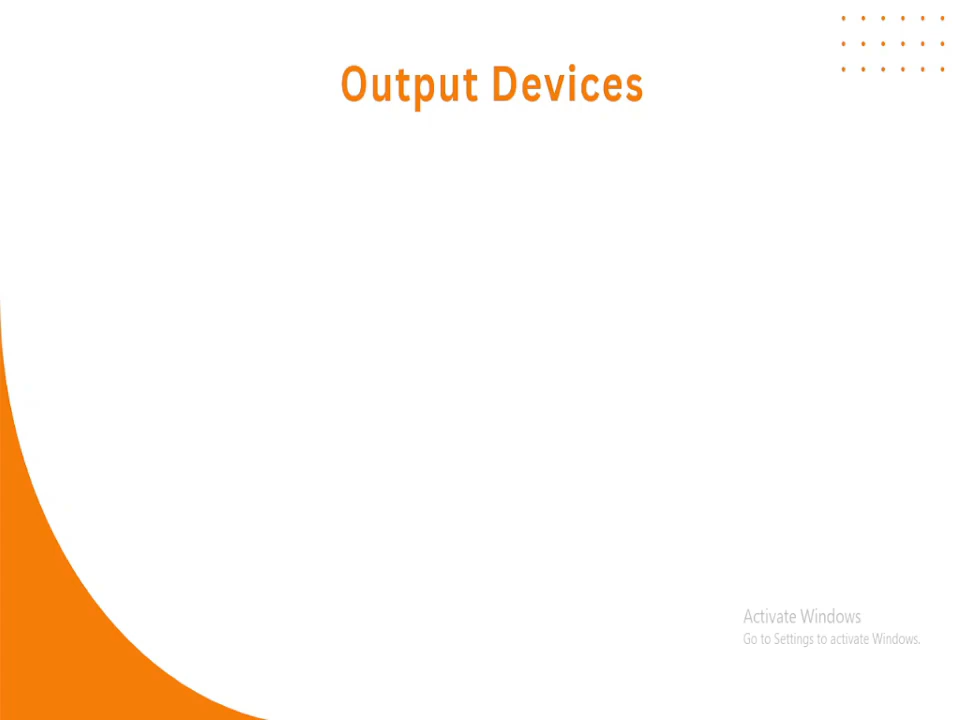 Output Devices
Activate Windows
Go to Settings to activate Windows.